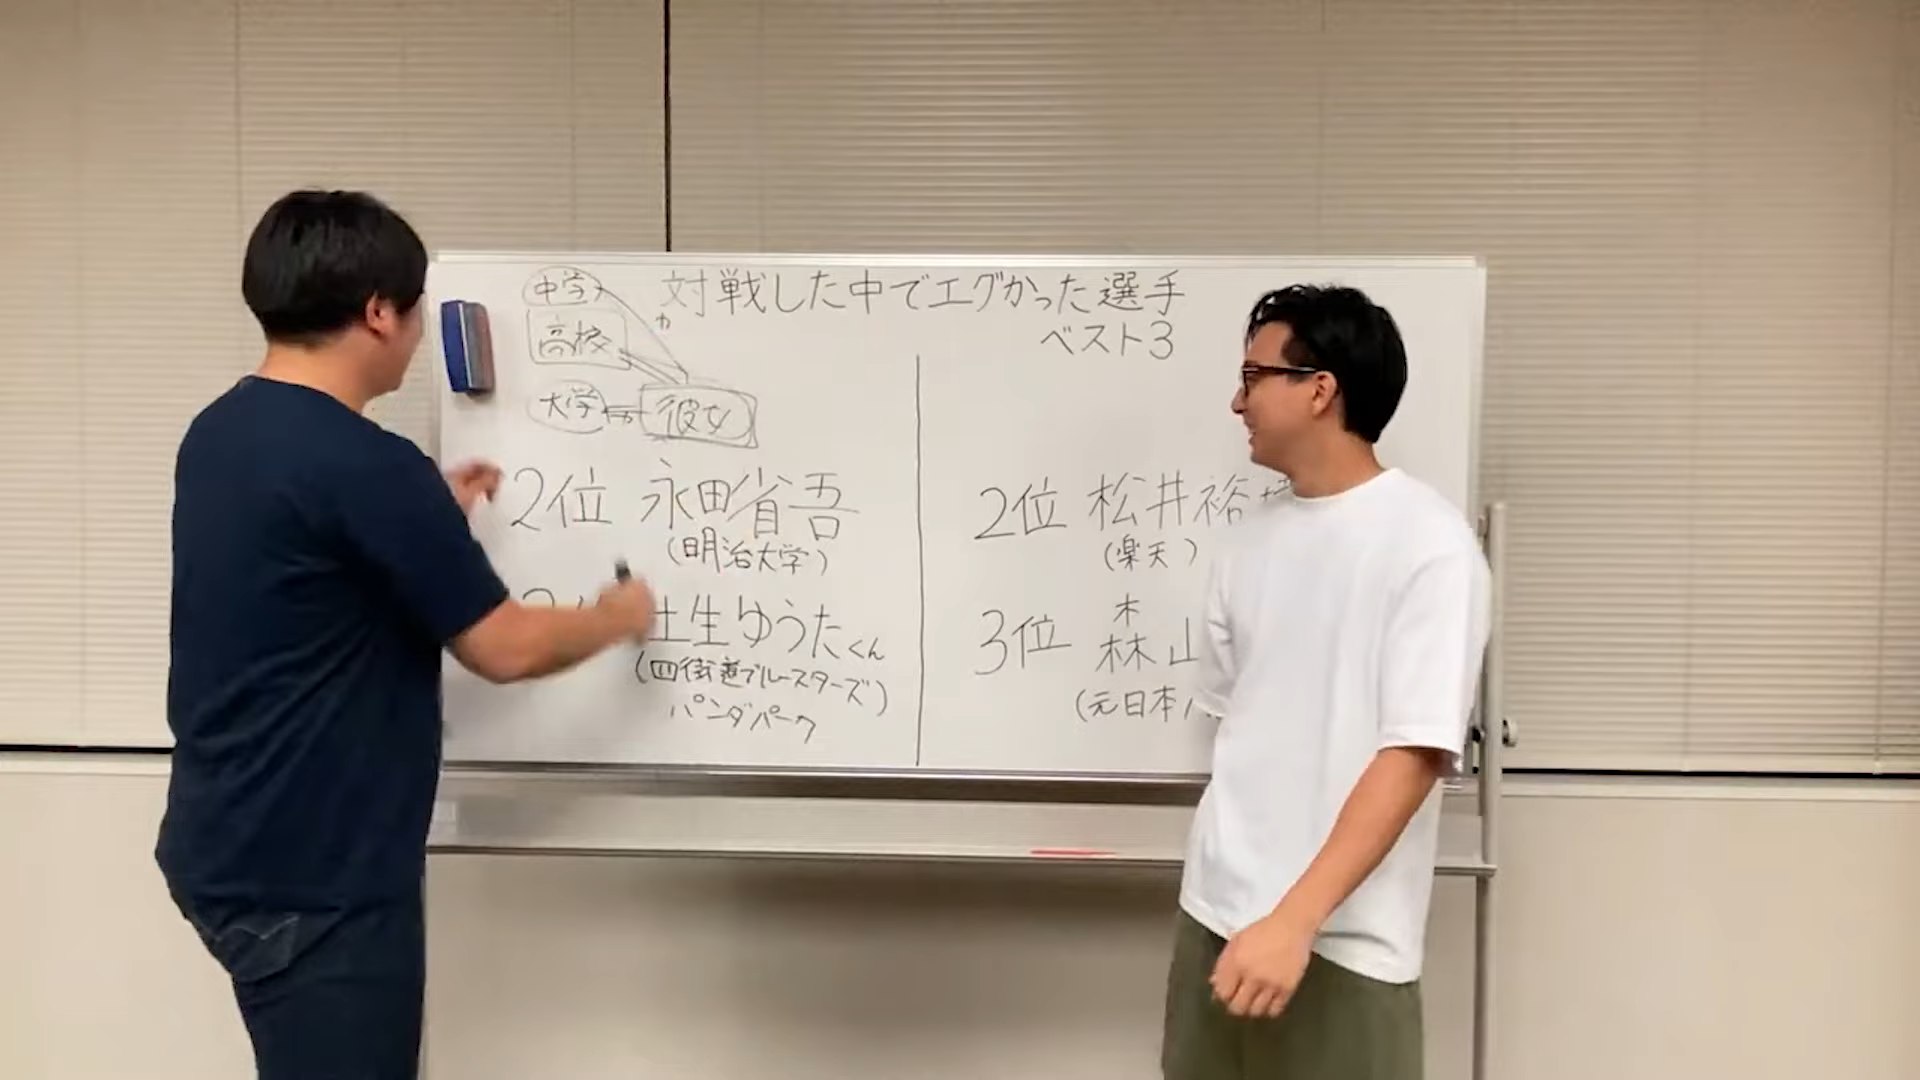 対戦した中でエグかった選手
ベスト3
中学
高校
大学
彼女
2位 永田省吾
(明治大学)
土生ゆうたくん
(四街道ブルースターズ)
パンダパーク
2位 松井裕
(楽天)
3位 森山
(元日本